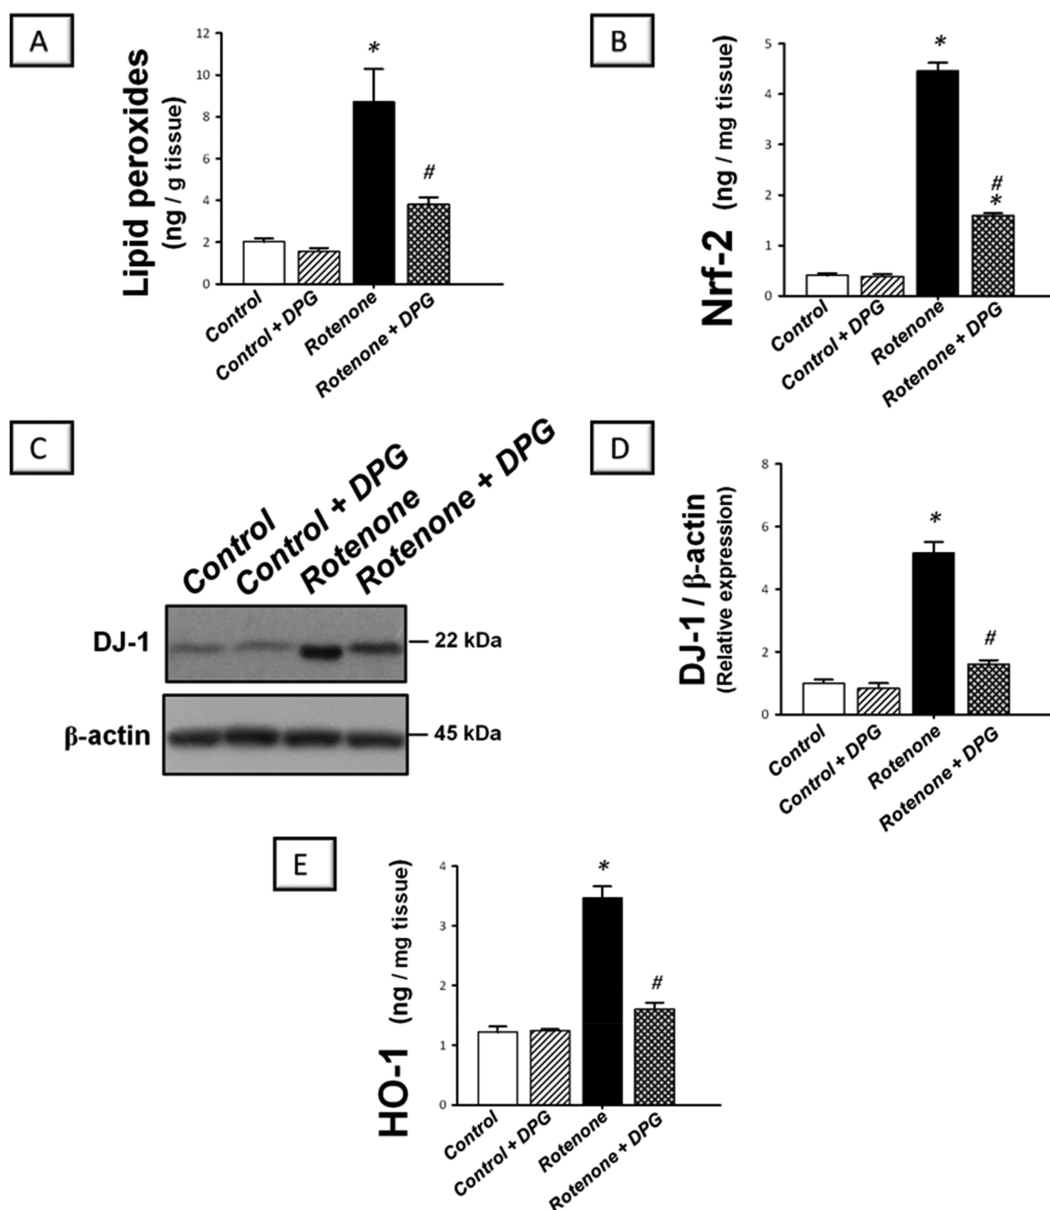 A
Lipid peroxides
(ng / g tissue)
12
10
8
6
4
2
0
*
#
Control
Control + DPG
Rotenone
Rotenone + DPG
B
Nrf-2 (ng / mg tissue)
5
4
3
2
1
0
*
#
*
Control
Control + DPG
Rotenone
Rotenone + DPG
C
Control
Control + DPG
Rotenone
Rotenone + DPG
DJ-1
22 kDa
β-actin
45 kDa
D
DJ-1 / β-actin
(Relative expression)
8
6
4
2
0
*
#
Control
Control + DPG
Rotenone
Rotenone + DPG
E
HO-1 (ng / mg tissue)
4
3
2
1
0
*
#
Control
Control + DPG
Rotenone
Rotenone + DPG